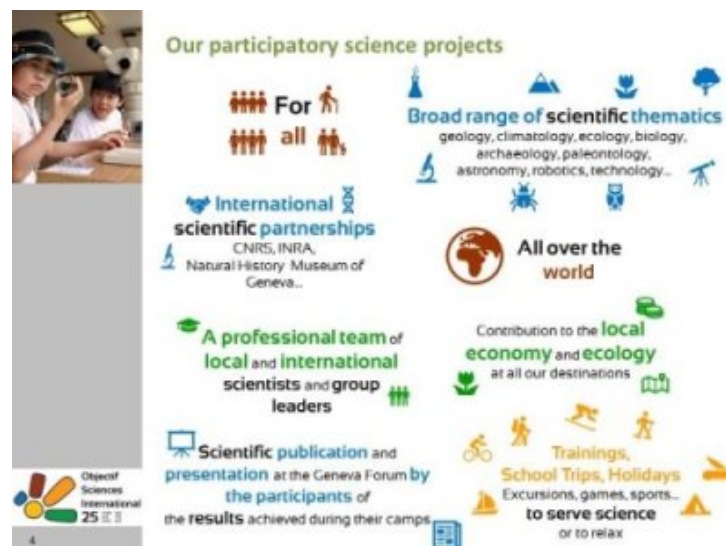 Our participatory science projects
For
all
Broad range of scientific thematics
geology, climatology, ecology, biology,
archaeology, paleontology,
astronomy, robotics, technology...
International
scientific partnerships
CNRS, INRA,
Natural History Museum of
Geneva...
All over the
world
A professional team of
local and international
scientists and group
leaders
Contribution to the local
economy and ecology
at all our destinations
Scientific publication and
presentation at the Geneva Forum by
the participants of
the results achieved during their camps
Trainings,
School Trips, Holidays
Excursions, games, sports...
to serve science
or to relax
Objectif
Sciences
International
25
4